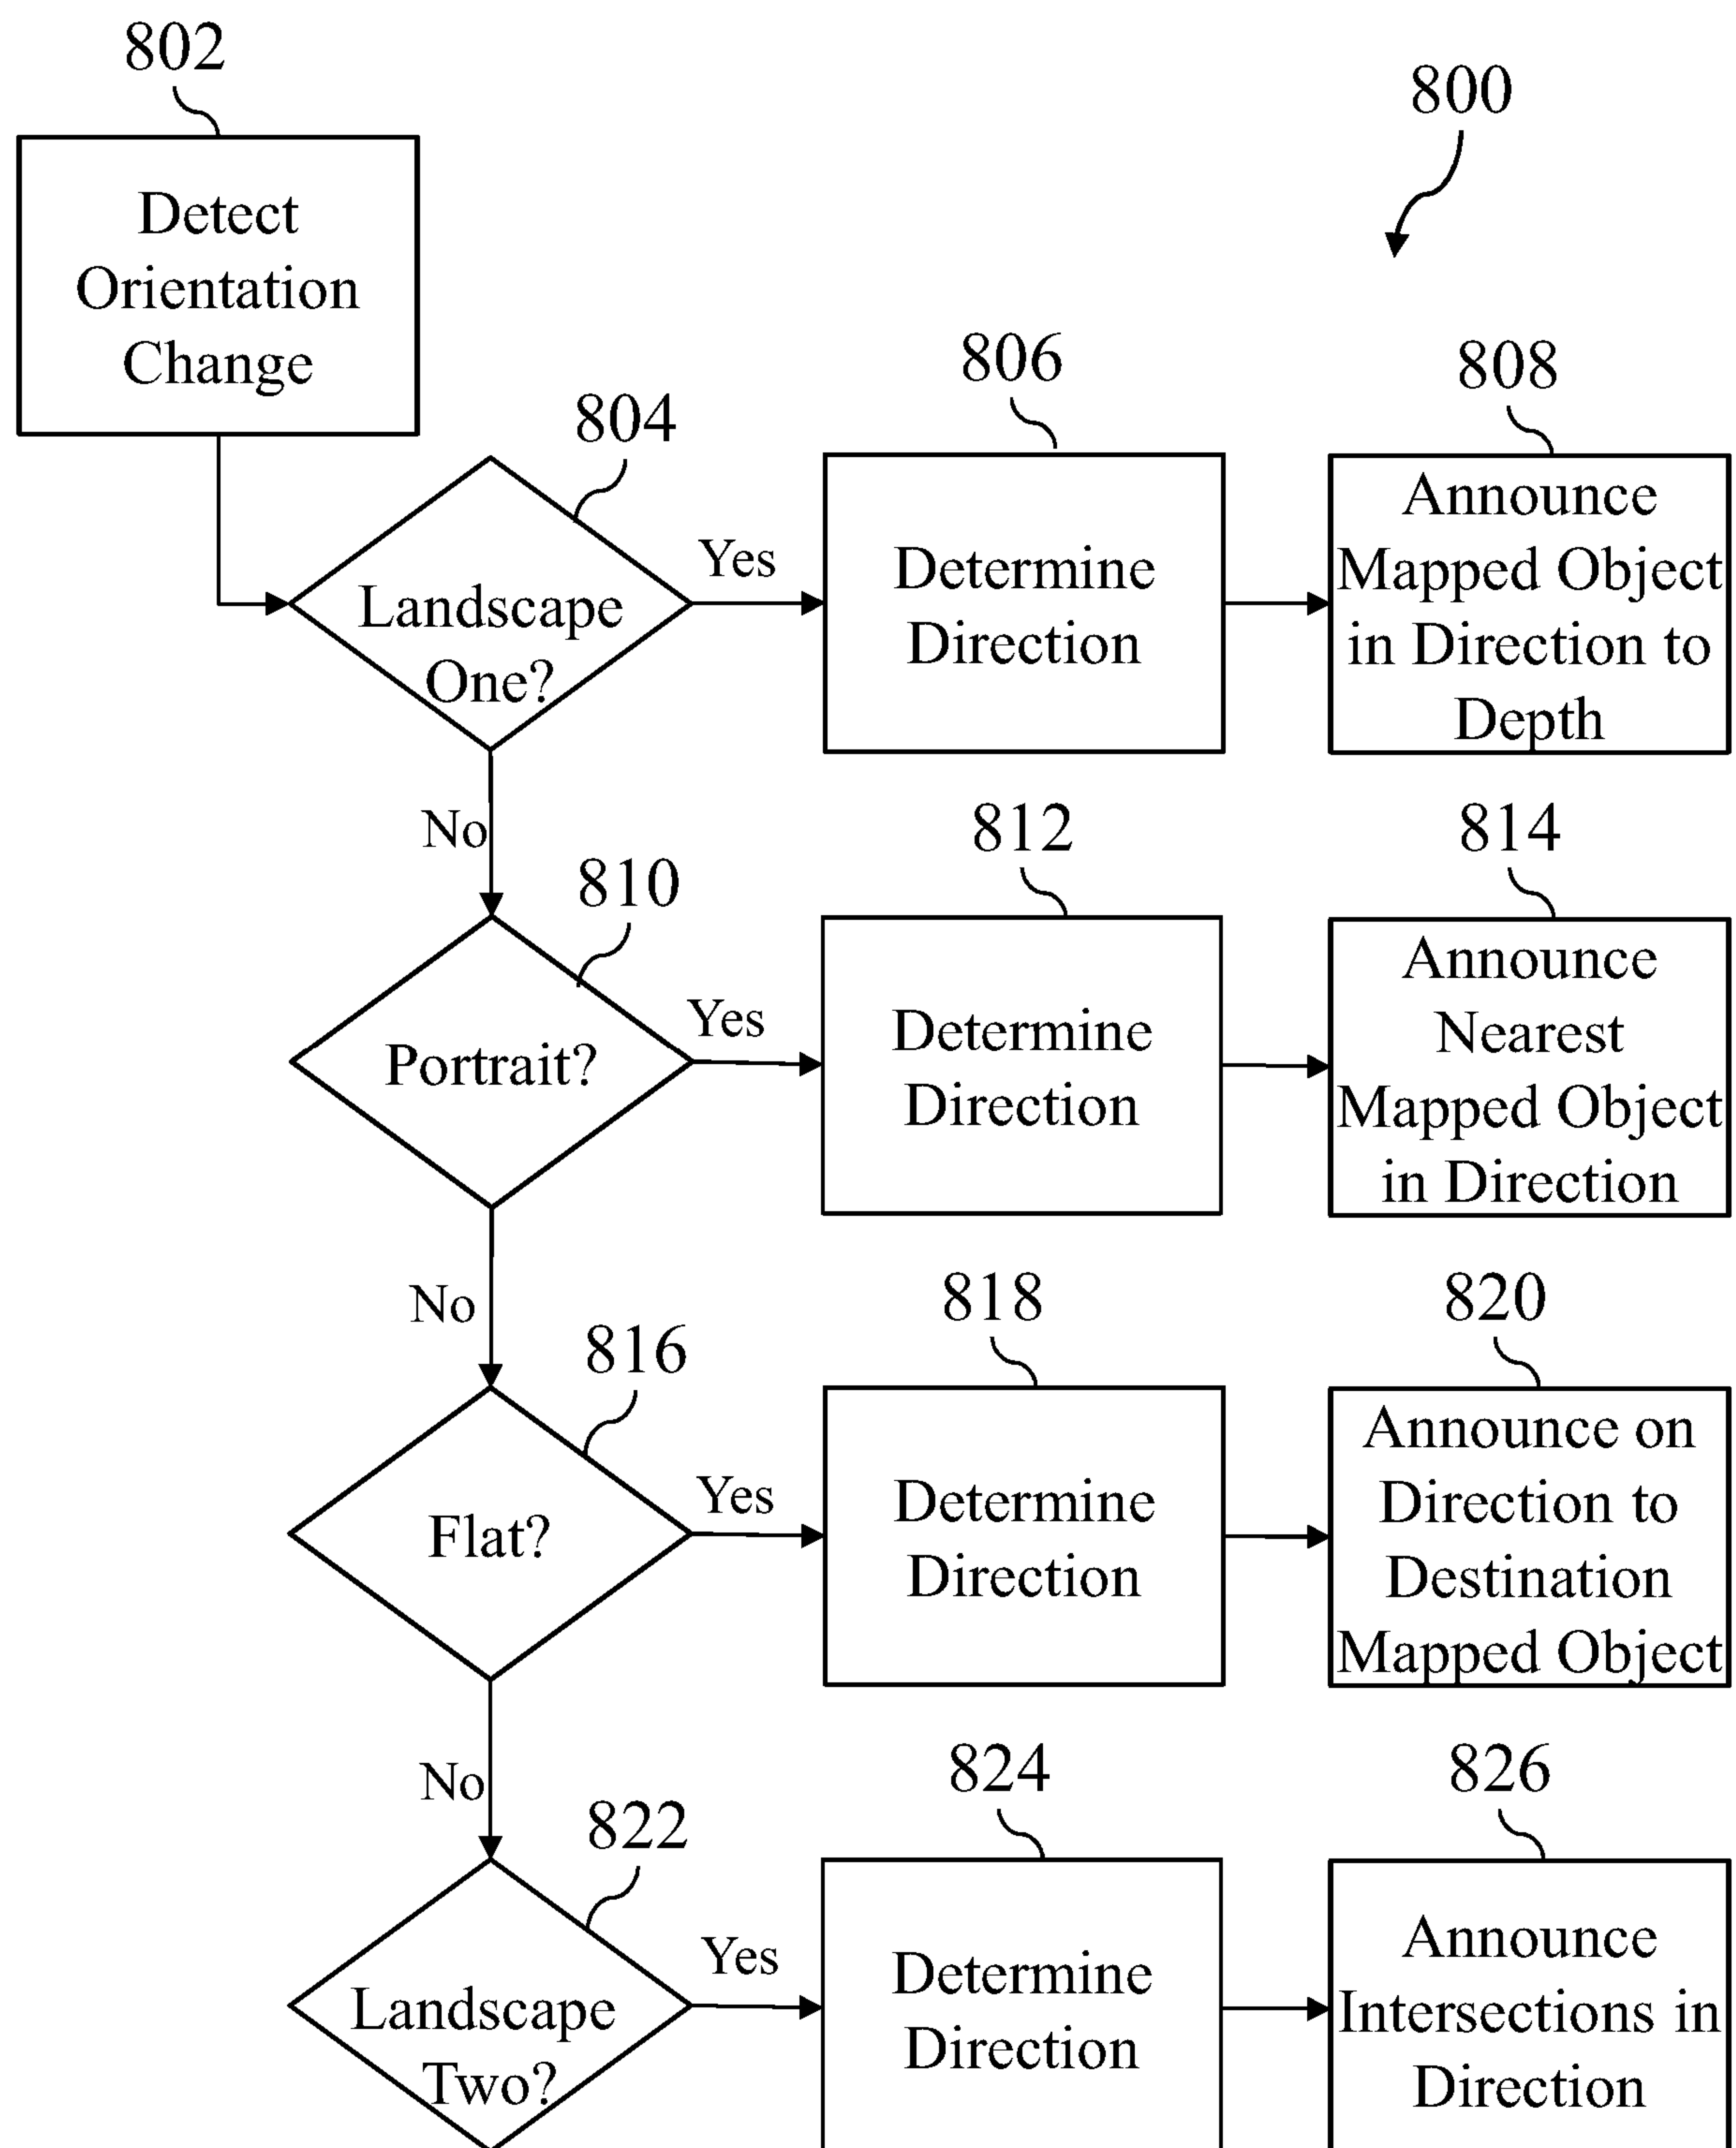 802
800
Detect
Orientation
Change
804
806
808
Landscape
One?
Yes
Determine
Direction
Announce
Mapped Object
in Direction to
Depth
No
810
812
814
Portrait?
Yes
Determine
Direction
Announce
Nearest
Mapped Object
in Direction
No
816
818
820
Flat?
Yes
Determine
Direction
Announce on
Direction to
Destination
Mapped Object
No
822
824
826
Landscape
Two?
Yes
Determine
Direction
Announce
Intersections in
Direction